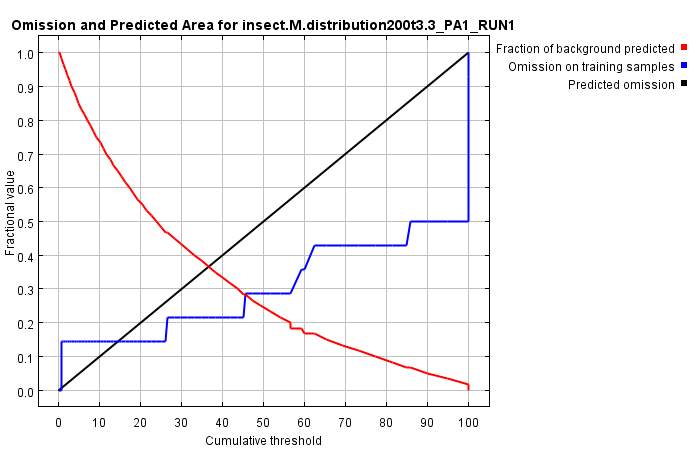 Omission and Predicted Area for insect.M.distribution200t3.3_PA1_RUN1
Fraction of background predicted
Omission on training samples
Predicted omission
1.0
0.9
0.8
0.7
0.6
0.5
0.4
0.3
0.2
0.1
0.0
Fractional value
0 10 20 30 40 50 60 70 80 90 100
Cumulative threshold